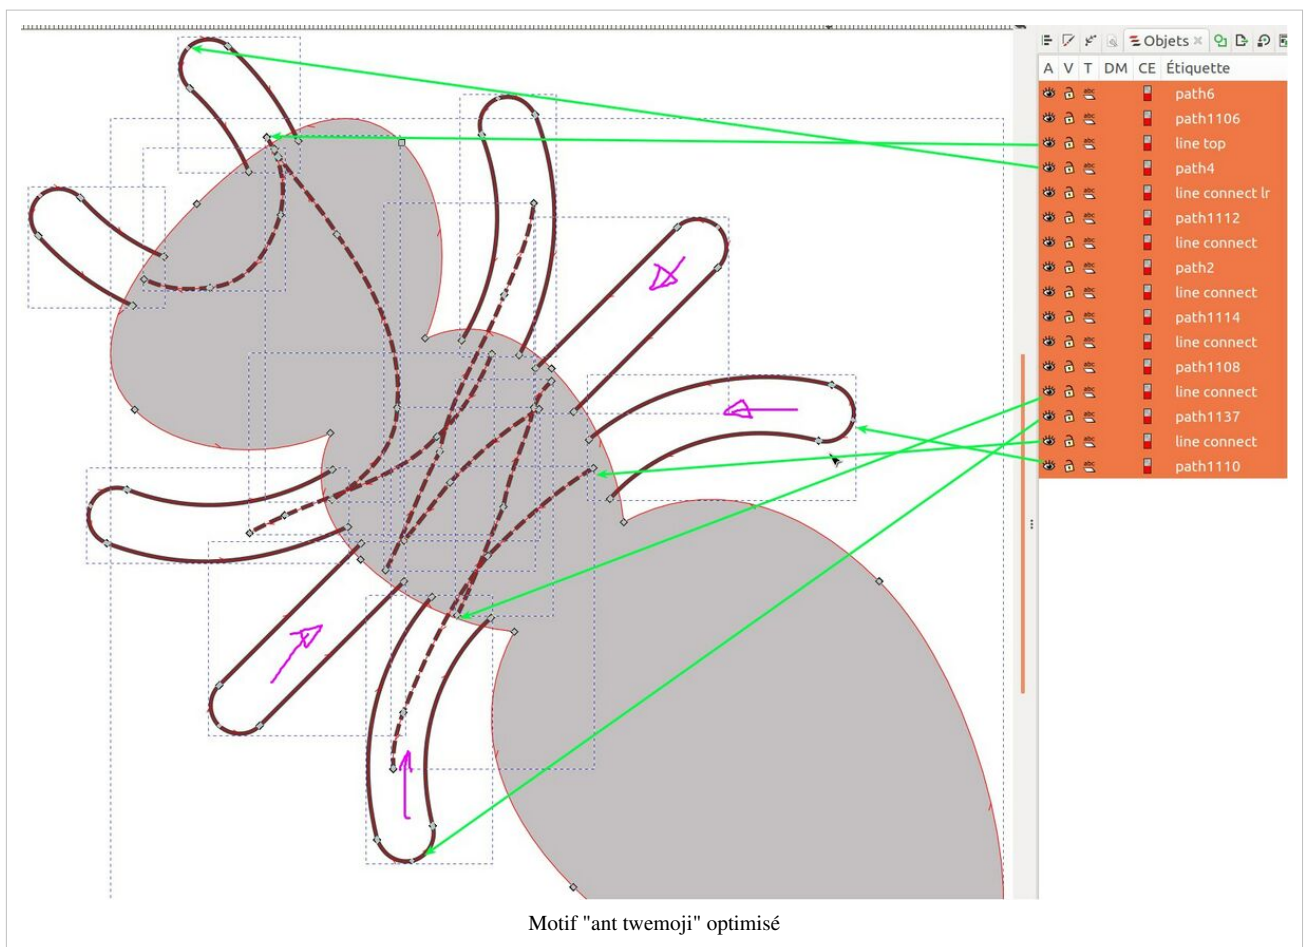 Objets
A V T DM CE Étiquette
path6
path1106
line top
path4
line connect lr
path1112
line connect
path2
line connect
path1114
line connect
path1108
line connect
path1137
line connect
path1110
Motif "ant twemoji" optimisé